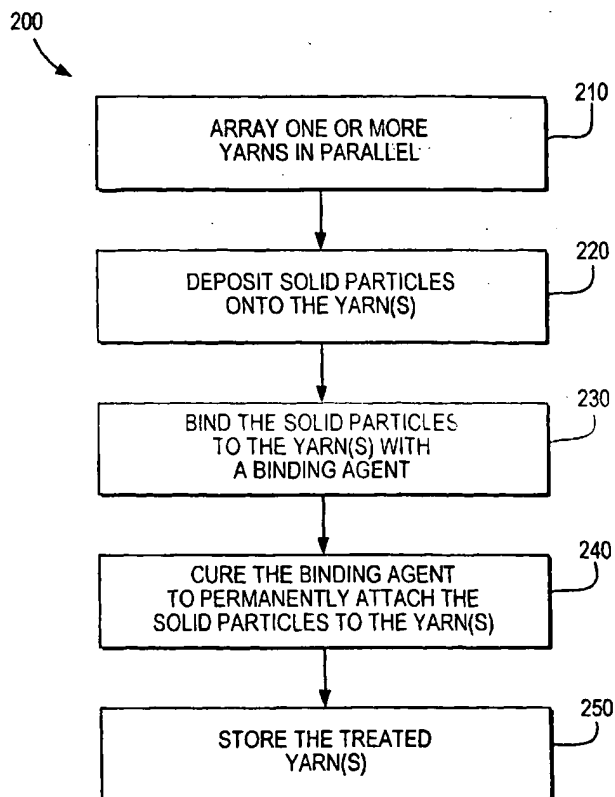 200
210
ARRAY ONE OR MORE
YARNS IN PARALLEL
220
DEPOSIT SOLID PARTICLES
ONTO THE YARN(S)
230
BIND THE SOLID PARTICLES
TO THE YARN(S) WITH
A BINDING AGENT
240
CURE THE BINDING AGENT
TO PERMANENTLY ATTACH THE
SOLID PARTICLES TO THE YARN(S)
250
STORE THE TREATED
YARN(S)